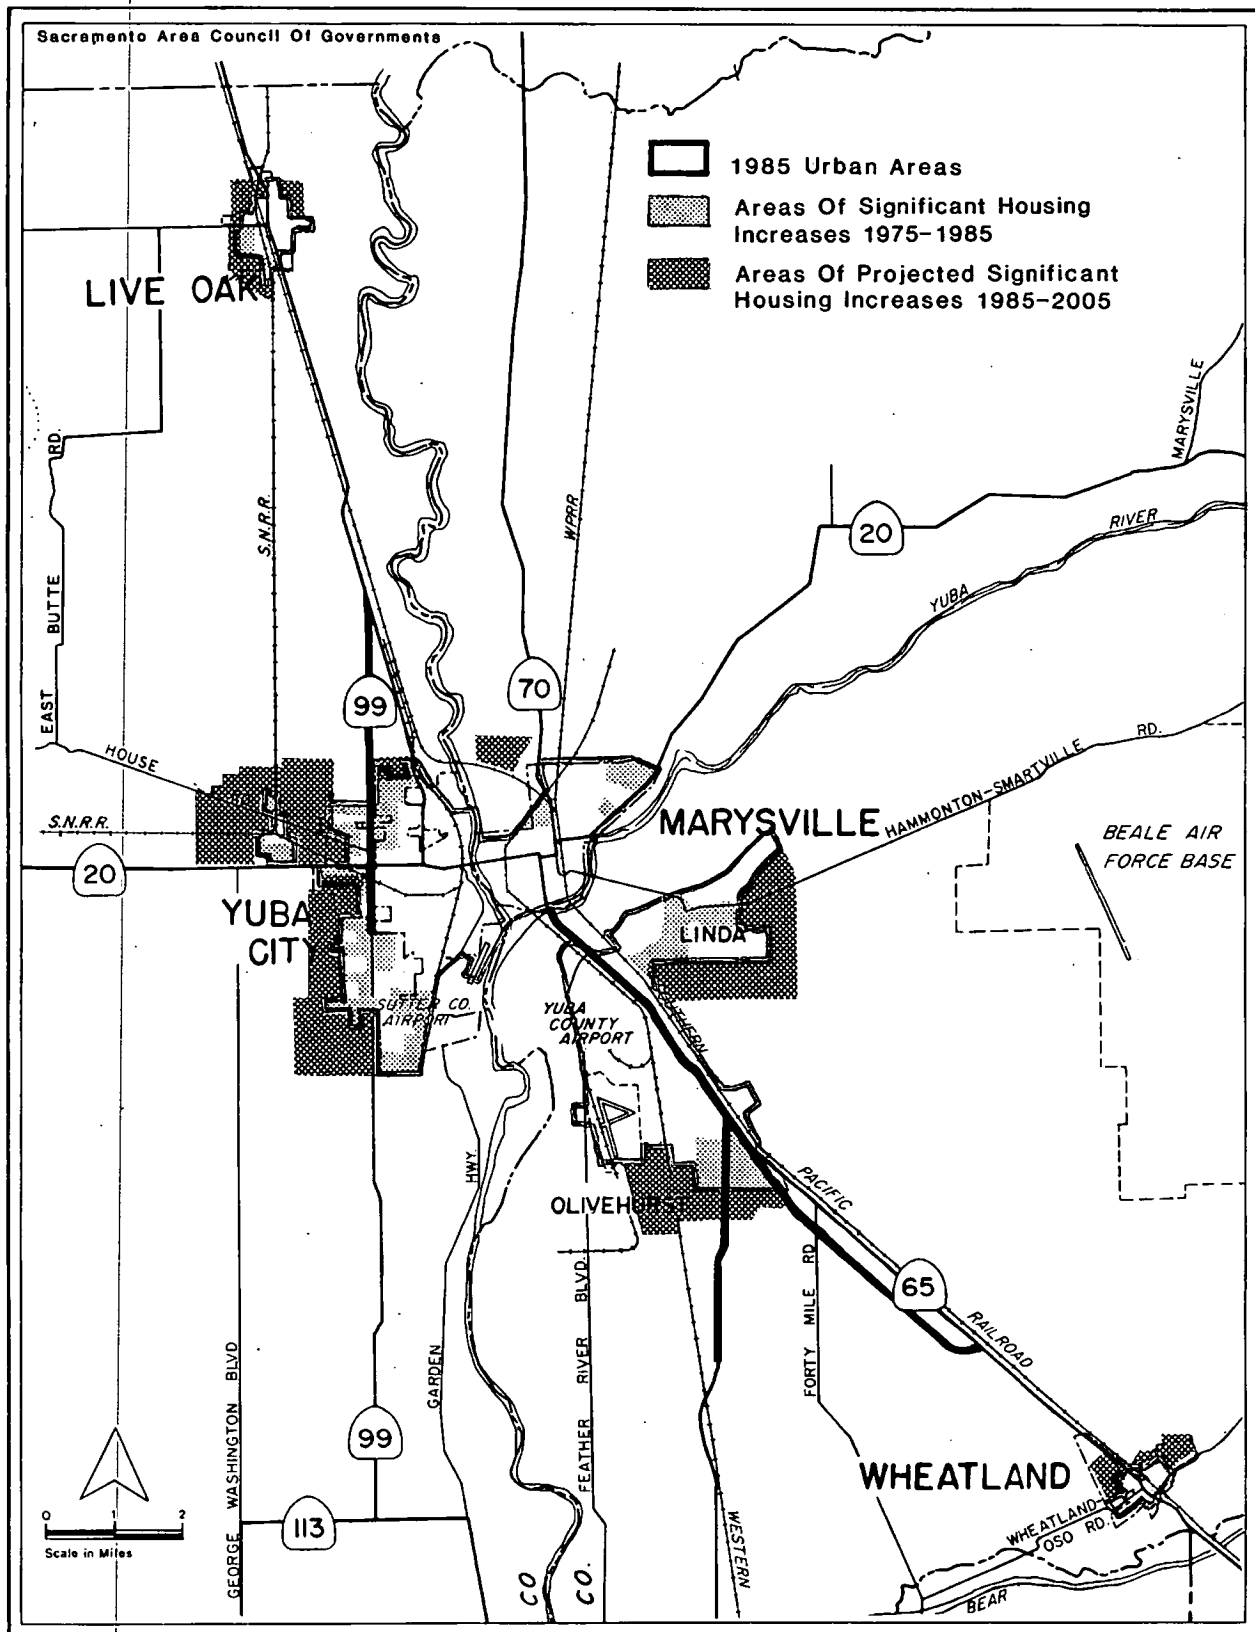 Sacramento Area Council Of Governments
1985 Urban Areas
Areas Of Significant Housing
Increases 1975-1985
Areas Of Projected Significant
Housing Increases 1985-2005
LIVE OAK
MARYSVILLE
EAST BUTTE RD.
S.N.R.R.
WPRR
20
RIVER
YUBA
70
99
HOUSE
HAMMONTON-SMARTVILLE RD.
S.N.R.R.
MARYSVILLE
BEALE AIR
FORCE BASE
20
YUBA
CITY
LINDA
SUTTER CO.
AIRPORT
YUBA
COUNTY
AIRPORT
THERN
PACIFIC
RAILROAD
HWY.
GARDEN
OLIVEHURST
65
FORTY MILE RD
FEATHER RIVER BLVD.
GEORGE WASHINGTON BLVD
99
WHEATLAND
113
WHEATLAND
OSO RD.
WESTERN
BEAR
CO
CO.
0 1 2
Scale in Miles